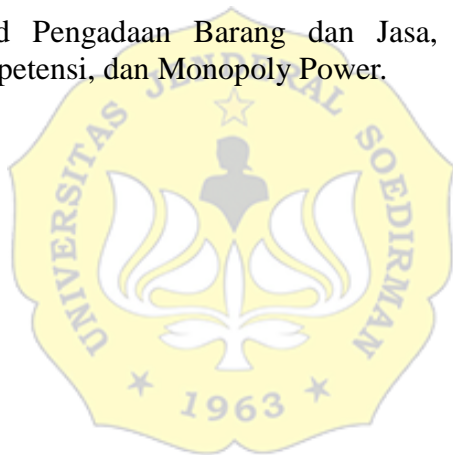 d Pengadaan Barang dan Jasa,
petensi, dan Monopoly Power.
UNIVERSITAS JENDERAL SOEDIRMAN
1963